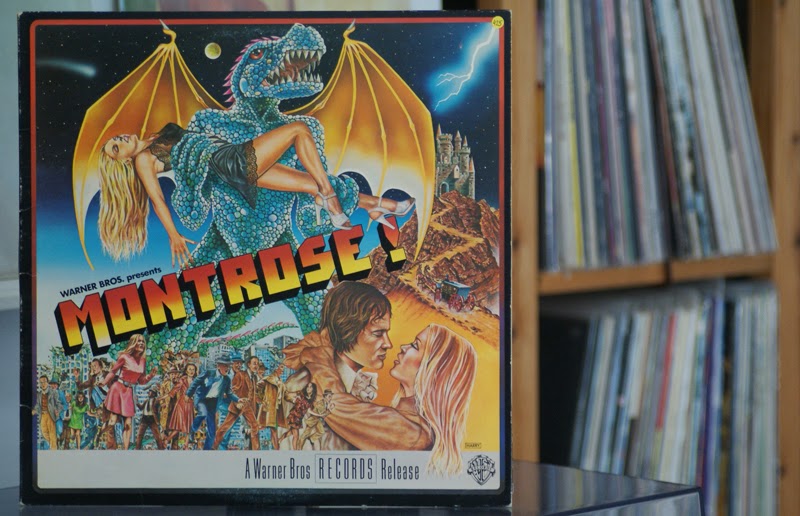 WARNER BROS. presents
MONTROSE!
A Warner Bros RECORDS Release